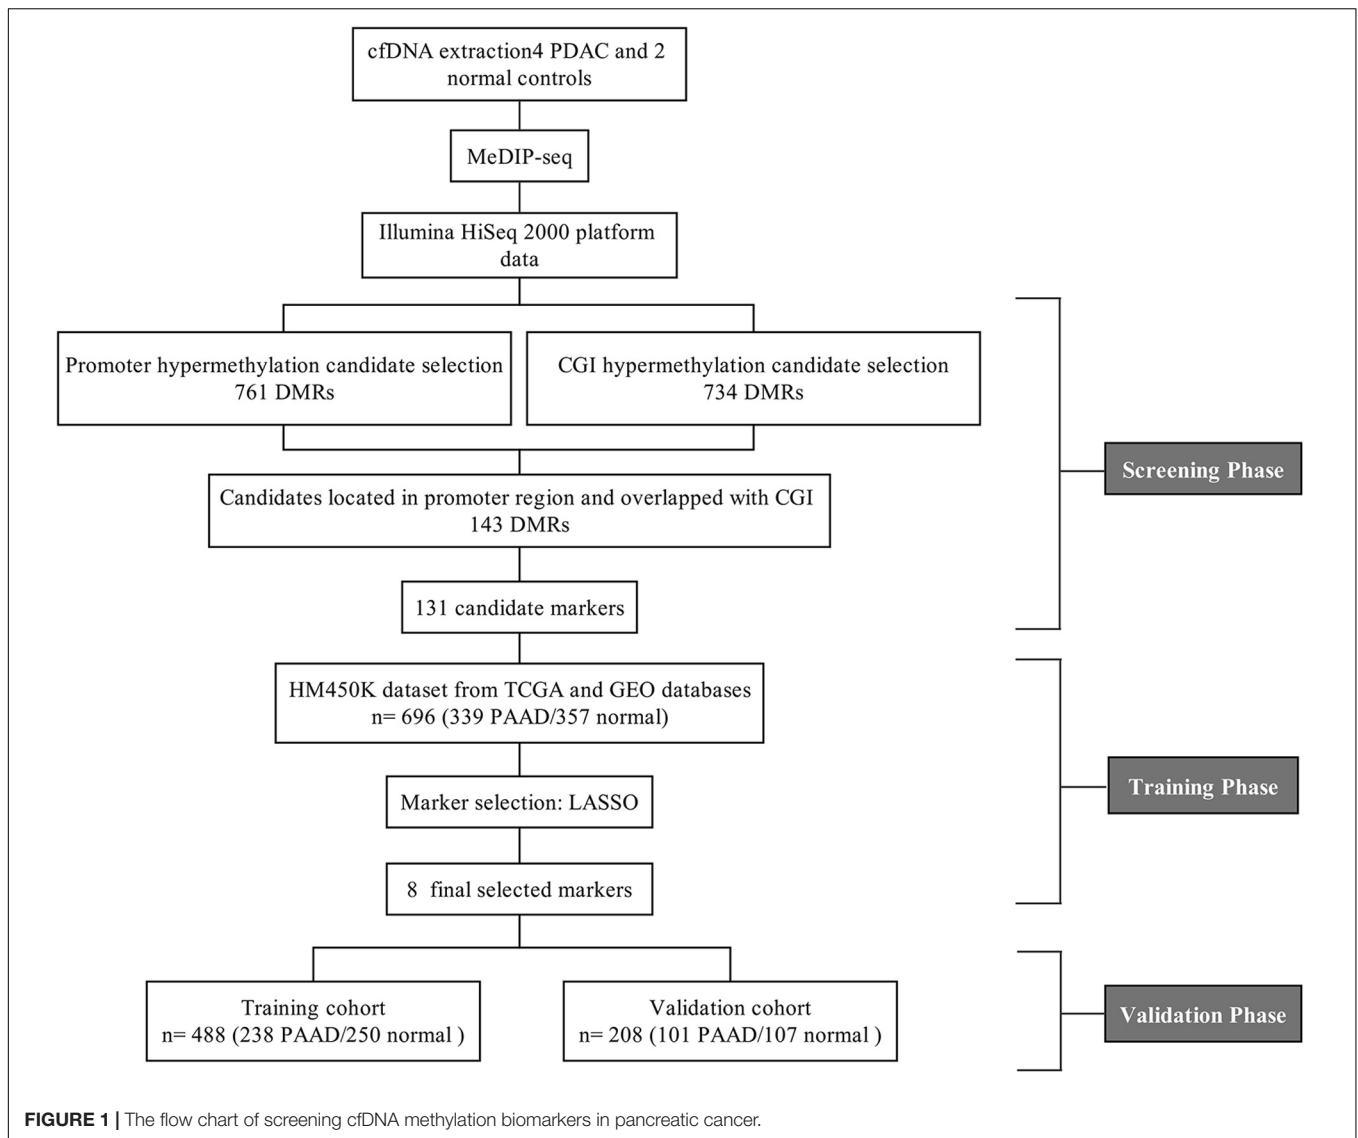 cfDNA extraction4 PDAC and 2
normal controls
MeDIP-seq
Illumina HiSeq 2000 platform
data
Promoter hypermethylation candidate selection
761 DMRs
CGI hypermethylation candidate selection
734 DMRs
Candidates located in promoter region and overlapped with CGI
143 DMRs
131 candidate markers
Screening Phase
HM450K dataset from TCGA and GEO databases
n= 696 (339 PAAD/357 normal)
Marker selection: LASSO
8 final selected markers
Training Phase
Training cohort
n= 488 (238 PAAD/250 normal )
Validation cohort
n= 208 (101 PAAD/107 normal )
Validation Phase
FIGURE 1 | The flow chart of screening cfDNA methylation biomarkers in pancreatic cancer.